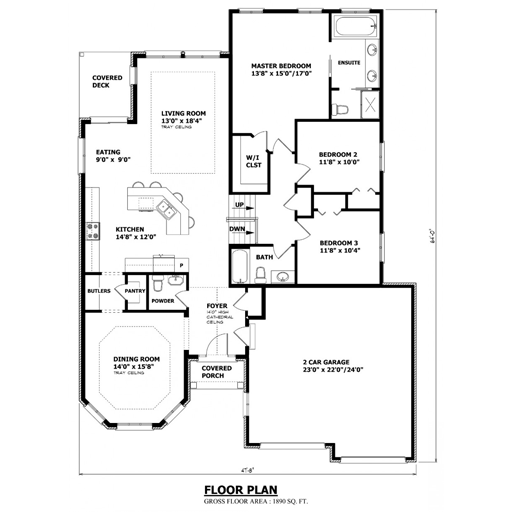 MASTER BEDROOM
13'8" x 15'0"/17'0"
ENSUITE
COVERED
DECK
LIVING ROOM
13'0" x 18'4"
TRAY CEILING
EATING
9'0" x 9'0"
W/I
CLST
BEDROOM 2
11'8" x 10'0"
UP
DWN
KITCHEN
14'8" x 12'0"
P
BATH
BEDROOM 3
11'8" x 10'4"
BUTLERS
PANTRY
POWDER
FOYER
14'0" HIGH
CATHEDRAL
CEILING
DINING ROOM
14'0" x 15'8"
TRAY CEILING
COVERED
PORCH
2 CAR GARAGE
23'0" x 22'0"/24'0"
64'-0"
47'-8"
FLOOR PLAN
GROSS FLOOR AREA : 1890 SQ. FT.